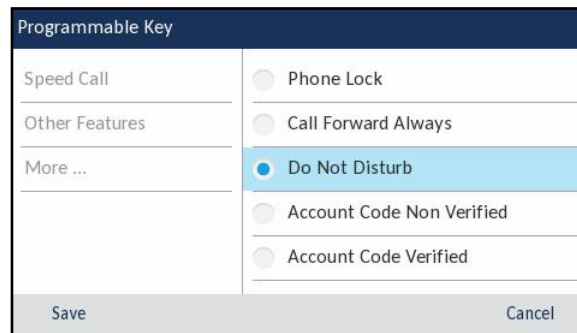 Programmable Key
Speed Call
Other Features
More ...
Phone Lock
Call Forward Always
Do Not Disturb
Account Code Non Verified
Account Code Verified
Save
Cancel